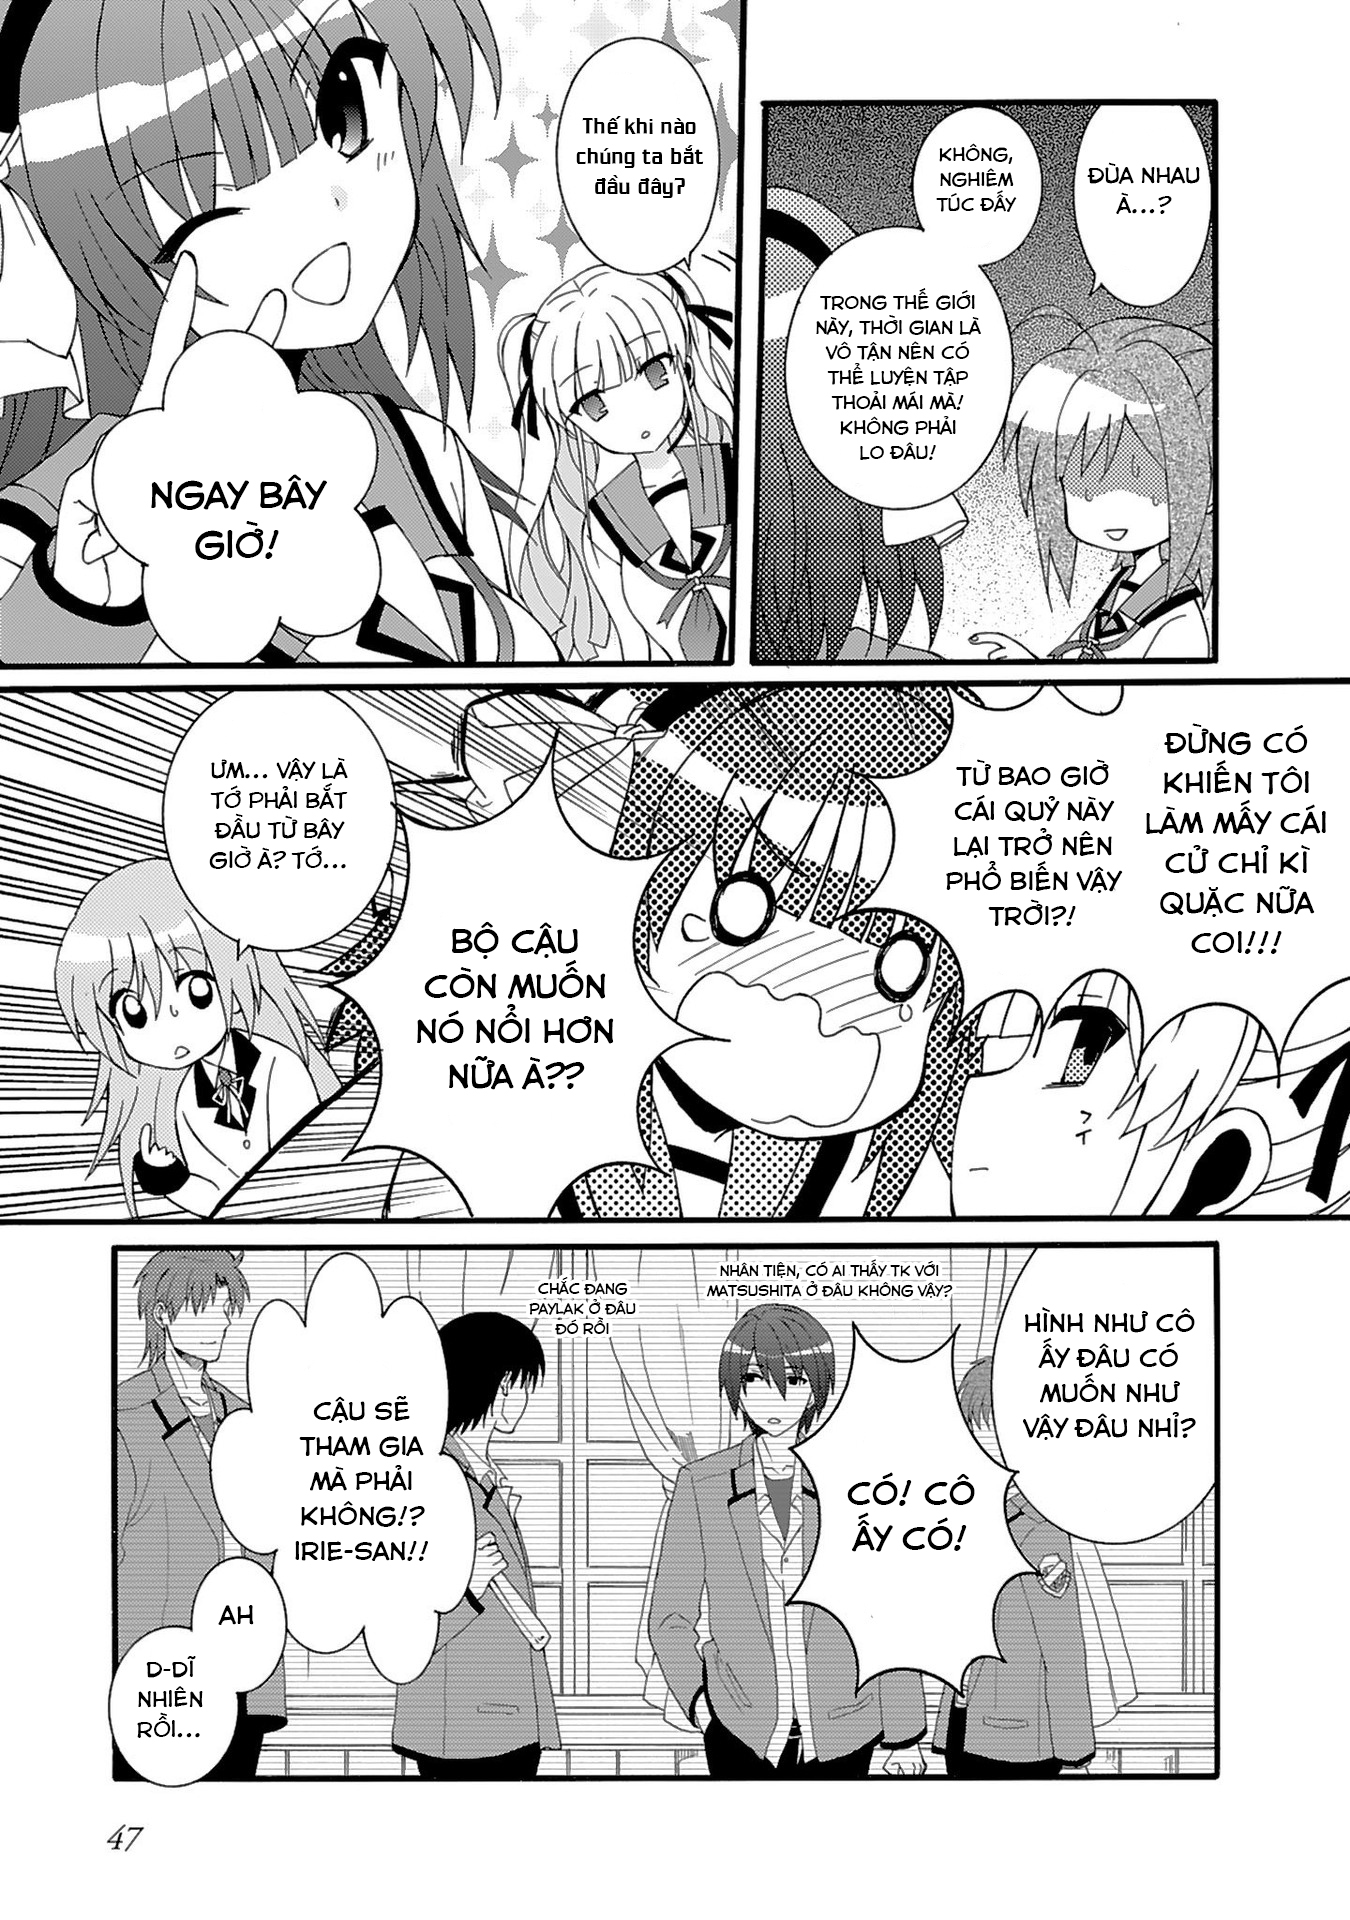 ĐÙA NHAU
À...?
KHÔNG,
NGHIÊM
TÚC ĐẤY
TRONG THẾ GIỚI
NÀY, THỜI GIAN LÀ
VÔ TẬN NÊN CÓ
THỂ LUYỆN TẬP
THOẢI MÁI MÀ!
KHÔNG PHẢI
LO ĐÂU!
Thế khi nào
chúng ta bắt
đầu đây?
NGAY BÂY
GIỜ!
ĐỪNG CÓ
KHIẾN TÔI
LÀM MẤY CÁI
CỬ CHỈ KÌ
QUẶC NỮA
COI!!!
TỪ BAO GIỜ
CÁI QUỶ NÀY
LẠI TRỞ NÊN
PHỔ BIẾN VẬY
TRỜI?!
フイ
BỘ CẬU
CÒN MUỐN
NÓ NỔI HƠN
NỮA À??
ƯM... VẬY LÀ
TỚ PHẢI BẮT
ĐẦU TỪ BÂY
GIỜ À? TỚ...
HÌNH NHƯ CÔ
ẤY ĐÂU CÓ
MUỐN NHƯ
VẬY ĐÂU NHỈ?
NHÂN TIỆN, CÓ AI THẤY TK VỚI
MATSUSHITA Ở ĐÂU KHÔNG VẬY?
CÓ! CÔ
ẤY CÓ!
CHẮC ĐANG
PAYLAK Ở ĐÂU
ĐÓ RỒI
CẬU SẼ
THAM GIA
MÀ PHẢI
KHÔNG!?
IRIE-SAN!!
AH
D-DĨ
NHIÊN
RỒI...
47